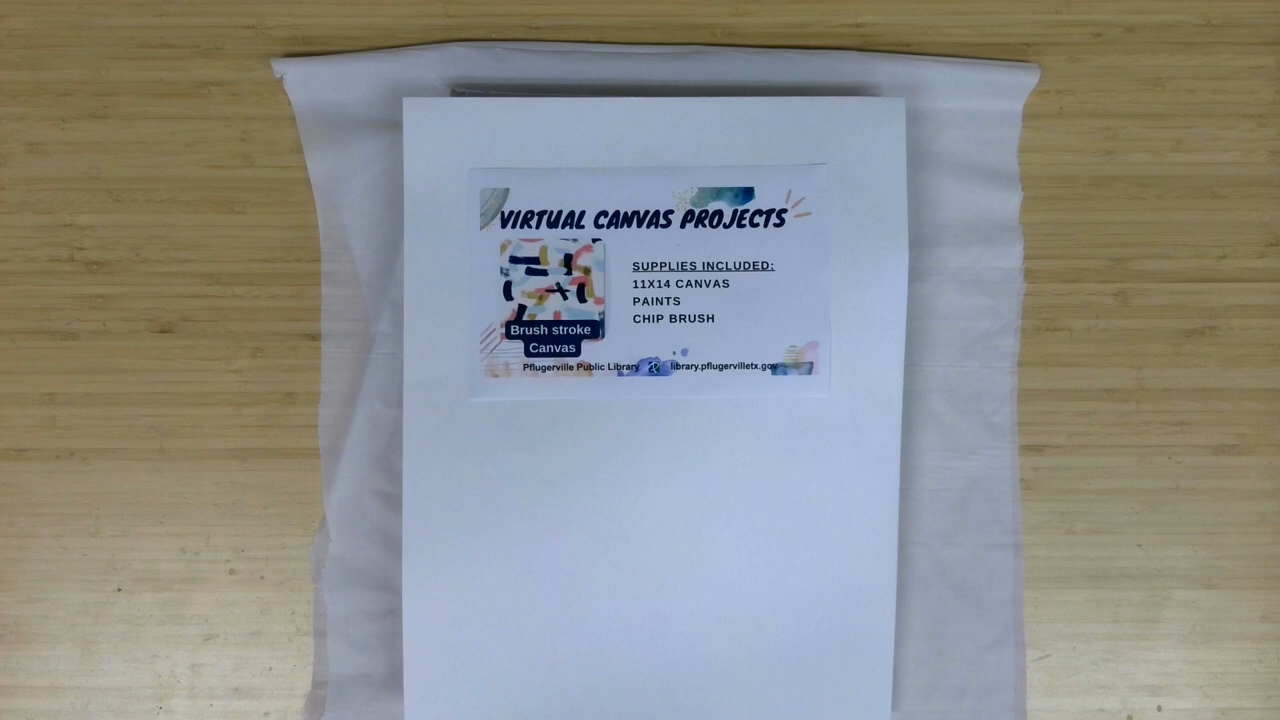 VIRTUAL CANVAS PROJECTS
SUPPLIES INCLUDED:
11X14 CANVAS
PAINTS
CHIP BRUSH
Brush stroke
Canvas
Pflugerville Public Library library.pflugervilletx.gov